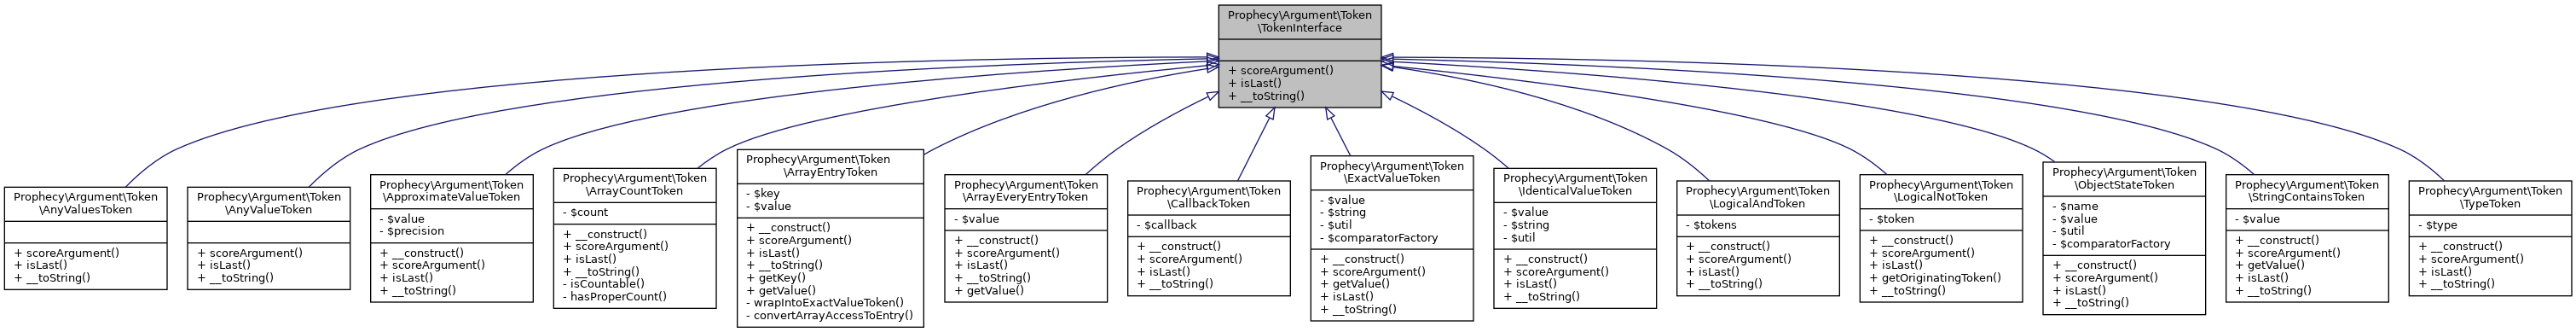 Prophecy\Argument\Token
\TokenInterface
+ scoreArgument()
+ isLast()
+ __toString()
Prophecy\Argument\Token
\AnyValuesToken
+ scoreArgument()
+ isLast()
+ __toString()
Prophecy\Argument\Token
\AnyValueToken
+ scoreArgument()
+ isLast()
+ __toString()
Prophecy\Argument\Token
\ApproximateValueToken
- $value
- $precision
+ __construct()
+ scoreArgument()
+ isLast()
+ __toString()
Prophecy\Argument\Token
\ArrayCountToken
- $count
+ __construct()
+ scoreArgument()
+ isLast()
+ __toString()
- isCountable()
- hasProperCount()
Prophecy\Argument\Token
\ArrayEntryToken
- $key
- $value
+ __construct()
+ scoreArgument()
+ isLast()
+ __toString()
+ getKey()
+ getValue()
- wrapIntoExactValueToken()
- convertArrayAccessToEntry()
Prophecy\Argument\Token
\ArrayEveryEntryToken
- $value
+ __construct()
+ scoreArgument()
+ isLast()
+ __toString()
+ getValue()
Prophecy\Argument\Token
\CallbackToken
- $callback
+ __construct()
+ scoreArgument()
+ isLast()
+ __toString()
Prophecy\Argument\Token
\ExactValueToken
- $value
- $string
- $util
- $comparatorFactory
+ __construct()
+ scoreArgument()
+ getValue()
+ isLast()
+ __toString()
Prophecy\Argument\Token
\IdenticalValueToken
- $value
- $string
- $util
+ __construct()
+ scoreArgument()
+ isLast()
+ __toString()
Prophecy\Argument\Token
\LogicalAndToken
- $tokens
+ __construct()
+ scoreArgument()
+ isLast()
+ __toString()
Prophecy\Argument\Token
\LogicalNotToken
- $token
+ __construct()
+ scoreArgument()
+ isLast()
+ getOriginatingToken()
+ __toString()
Prophecy\Argument\Token
\ObjectStateToken
- $name
- $value
- $util
- $comparatorFactory
+ __construct()
+ scoreArgument()
+ isLast()
+ __toString()
Prophecy\Argument\Token
\StringContainsToken
- $value
+ __construct()
+ scoreArgument()
+ getValue()
+ isLast()
+ __toString()
Prophecy\Argument\Token
\TypeToken
- $type
+ __construct()
+ scoreArgument()
+ isLast()
+ __toString()